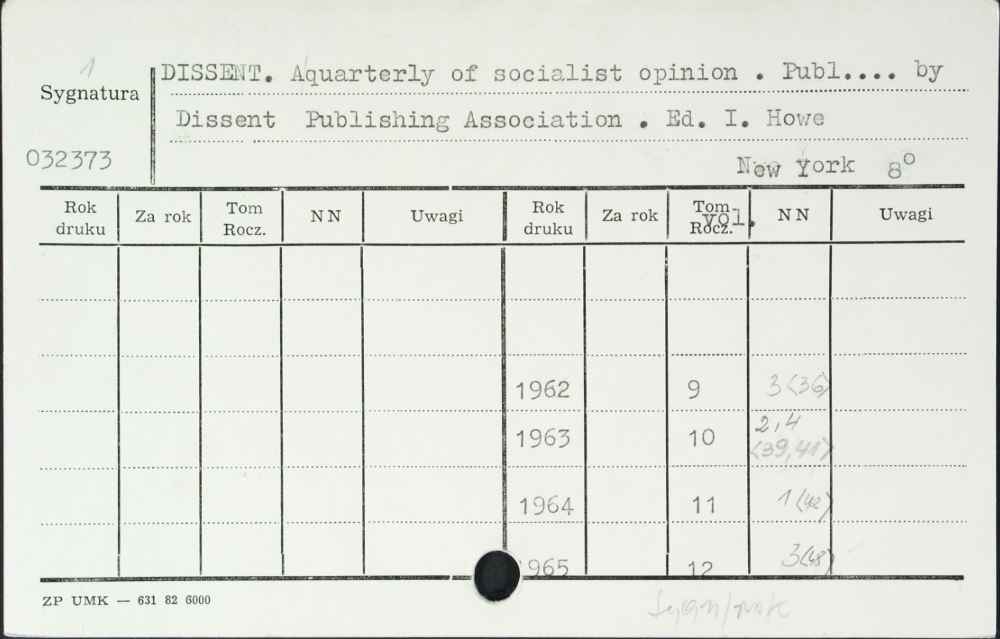 1
DISSENT. Aquarterly of socialist opinion . Publ.... by
Sygnatura
Dissent Publishing Association . Ed. I. Howe
032373
New York 8°
Rok druku Za rok Tom Rocz. NN Uwagi Rok druku Za rok Tom Rocz. vol. NN Uwagi
1962 9 3<36>
1963 10 2,4 <39,41>
1964 11 1(42)
965 12 3(48)
ZP UMK — 631 82 6000